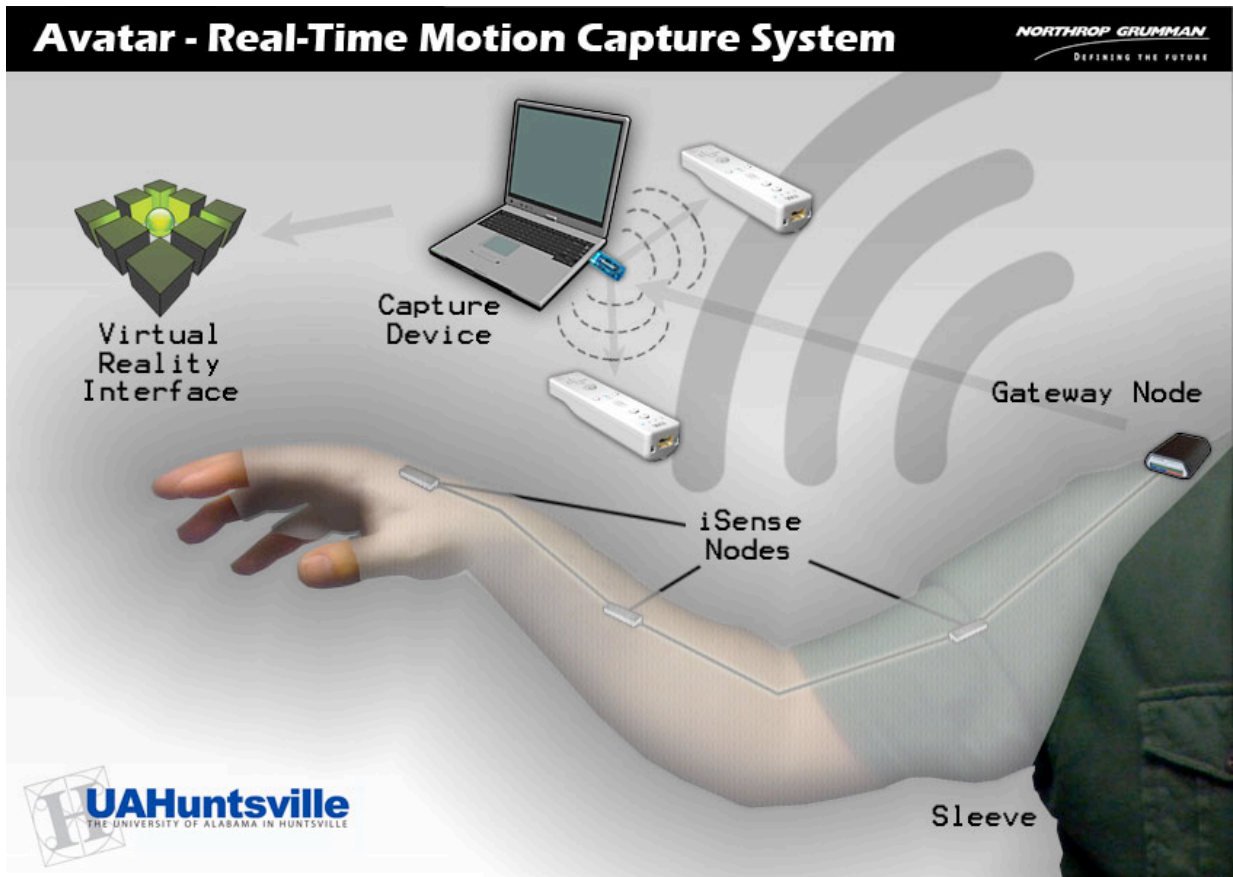 Avatar - Real-Time Motion Capture System
NORTHROP GRUMMAN
DEFINING THE FUTURE
Capture
Device
Virtual
Reality
Interface
Gateway Node
iSense
Nodes
UAHuntsville
THE UNIVERSITY OF ALABAMA IN HUNTSVILLE
Sleeve